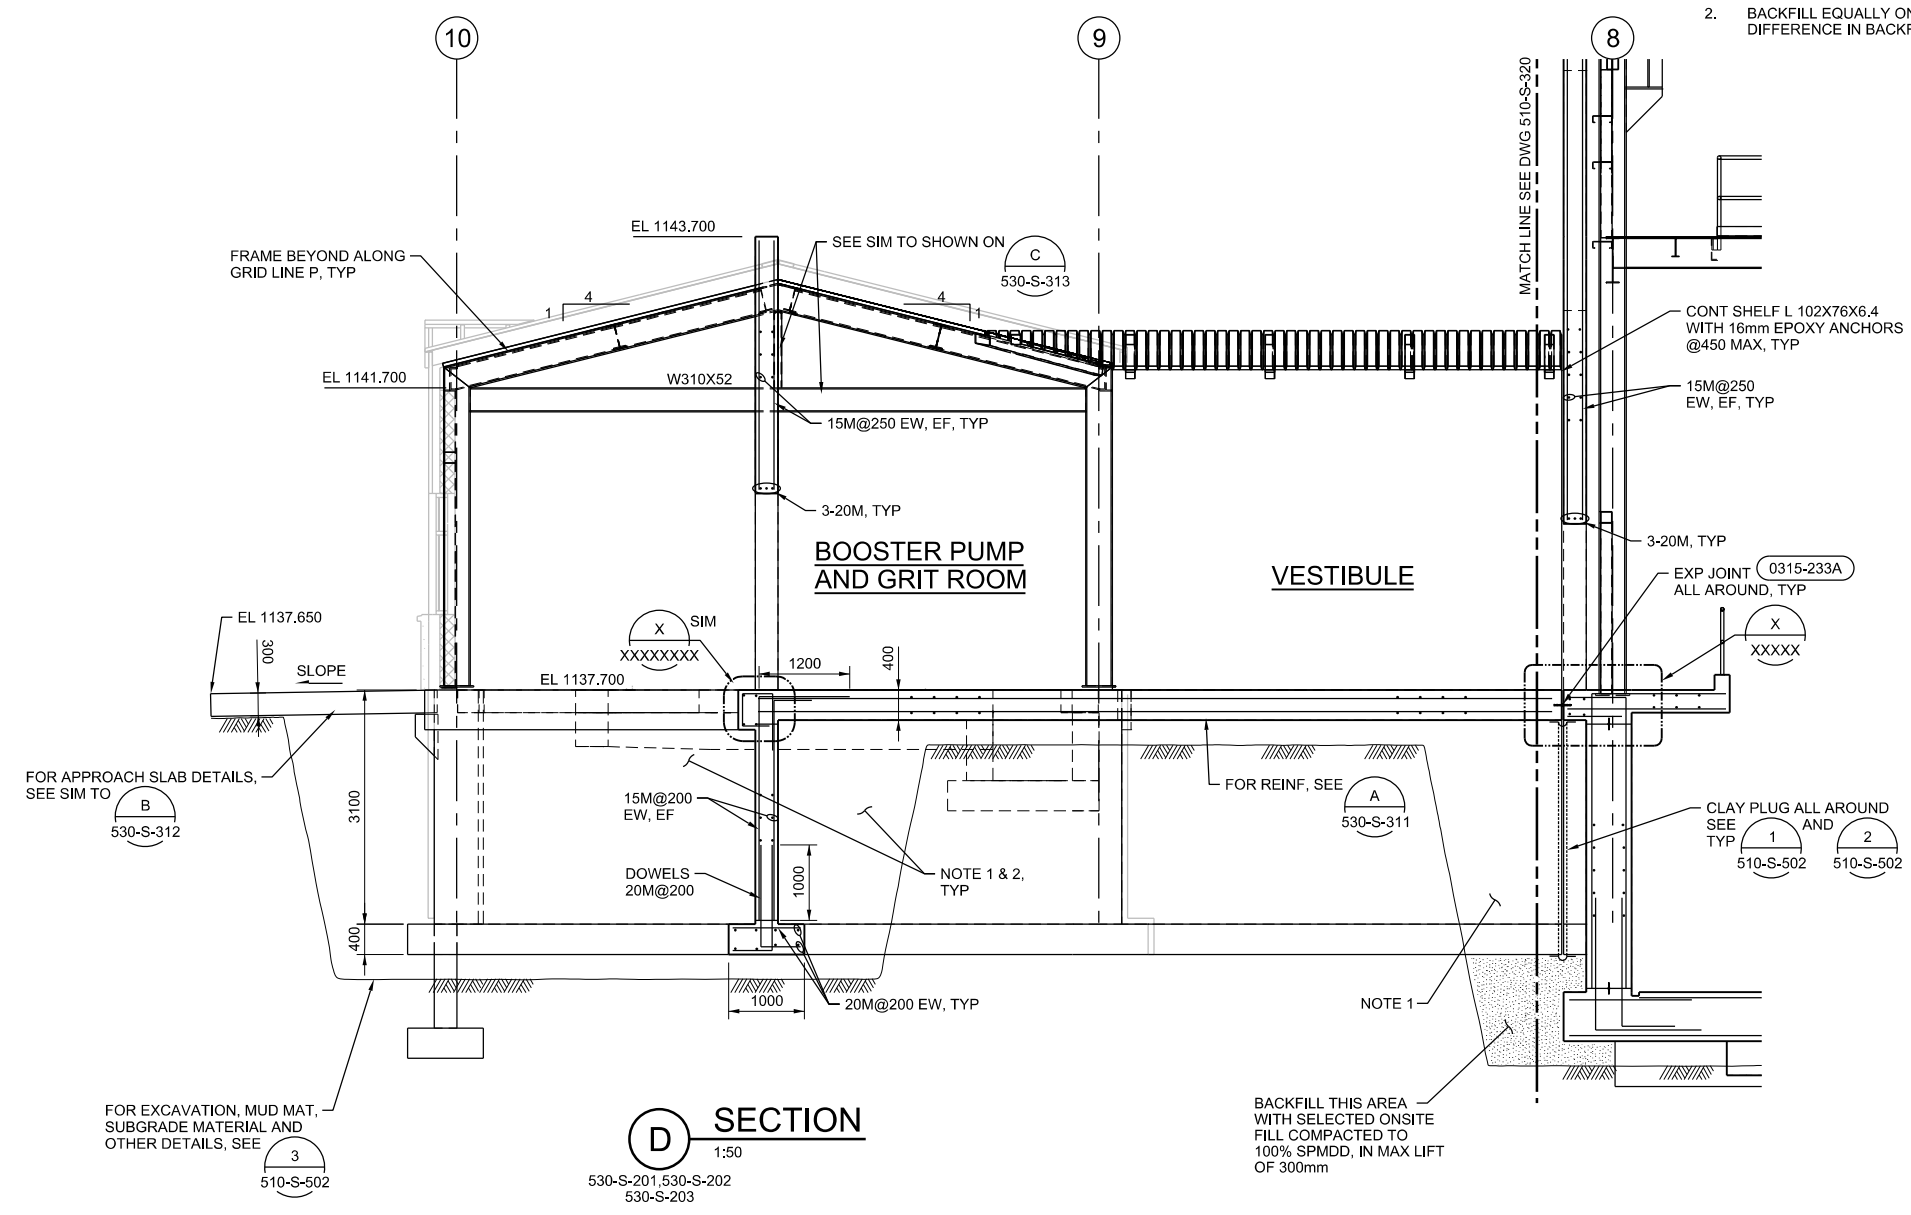 2. BACKFILL EQUALLY ON
DIFFERENCE IN BACKF
10
9
8
MATCH LINE SEE DWG 510-S-320
EL 1143.700
SEE SIM TO SHOWN ON
C
530-S-313
FRAME BEYOND ALONG
GRID LINE P, TYP
4
1
4
1
CONT SHELF L 102X76X6.4
WITH 16mm EPOXY ANCHORS
@450 MAX, TYP
EL 1141.700
W310X52
15M@250
EW, EF, TYP
15M@250 EW, EF, TYP
3-20M, TYP
3-20M, TYP
BOOSTER PUMP
AND GRIT ROOM
VESTIBULE
EXP JOINT
ALL AROUND, TYP
0315-233A
EL 1137.650
300
SLOPE
X
XXXXXXXX
SIM
X
XXXXX
EL 1137.700
1200
400
FOR APPROACH SLAB DETAILS,
SEE SIM TO
B
530-S-312
3100
15M@200
EW, EF
FOR REINF, SEE
A
530-S-311
CLAY PLUG ALL AROUND
SEE
TYP
1
510-S-502
AND
2
510-S-502
DOWELS
20M@200
1000
NOTE 1 & 2,
TYP
400
1000
20M@200 EW, TYP
NOTE 1
FOR EXCAVATION, MUD MAT,
SUBGRADE MATERIAL AND
OTHER DETAILS, SEE
3
510-S-502
D
SECTION
1:50
530-S-201,530-S-202
530-S-203
BACKFILL THIS AREA
WITH SELECTED ONSITE
FILL COMPACTED TO
100% SPMDD, IN MAX LIFT
OF 300mm